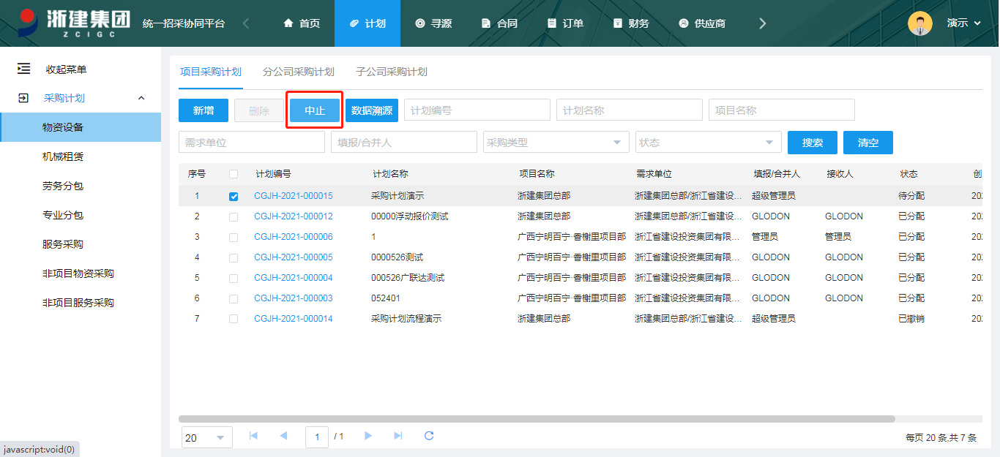 浙建集团 统一招采协同平台 首页 计划 寻源 合同 订单 财务 供应商 演示
ZCIGC
收起菜单
采购计划
物资设备
机械租赁
劳务分包
专业分包
服务采购
非项目物资采购
非项目服务采购
项目采购计划 分公司采购计划 子公司采购计划
新增 删除 中止 数据溯源 计划编号 计划名称 项目名称
需求单位 填报/合并人 采购类型 状态 搜索 清空
序号 计划编号 计划名称 项目名称 需求单位 填报/合并人 接收人 状态 创
1 CGJH-2021-000015 采购计划演示 浙建集团总部 浙建集团总部/浙江省建设... 超级管理员 待分配 202
2 CGJH-2021-000012 00000浮动报价测试 浙建集团总部 浙建集团总部/浙江省建设... GLODON GLODON 已分配 202
3 CGJH-2021-000006 1 广西宁明百宁·香榭里项目部 浙江省建设投资集团有限... 管理员 管理员 已分配 202
4 CGJH-2021-000005 0000526测试 广西宁明百宁·香榭里项目部 浙江省建设投资集团有限... GLODON GLODON 已分配 202
5 CGJH-2021-000004 000526广联达测试 广西宁明百宁·香榭里项目部 浙江省建设投资集团有限... GLODON GLODON 已分配 202
6 CGJH-2021-000003 052401 广西宁明百宁·香榭里项目部 浙江省建设投资集团有限... GLODON GLODON 已分配 202
7 CGJH-2021-000014 采购计划流程演示 浙建集团总部 浙建集团总部/浙江省建设... 超级管理员 已撤销 202
20 1 / 1 每页 20 条,共 7 条
javascript:void(0)